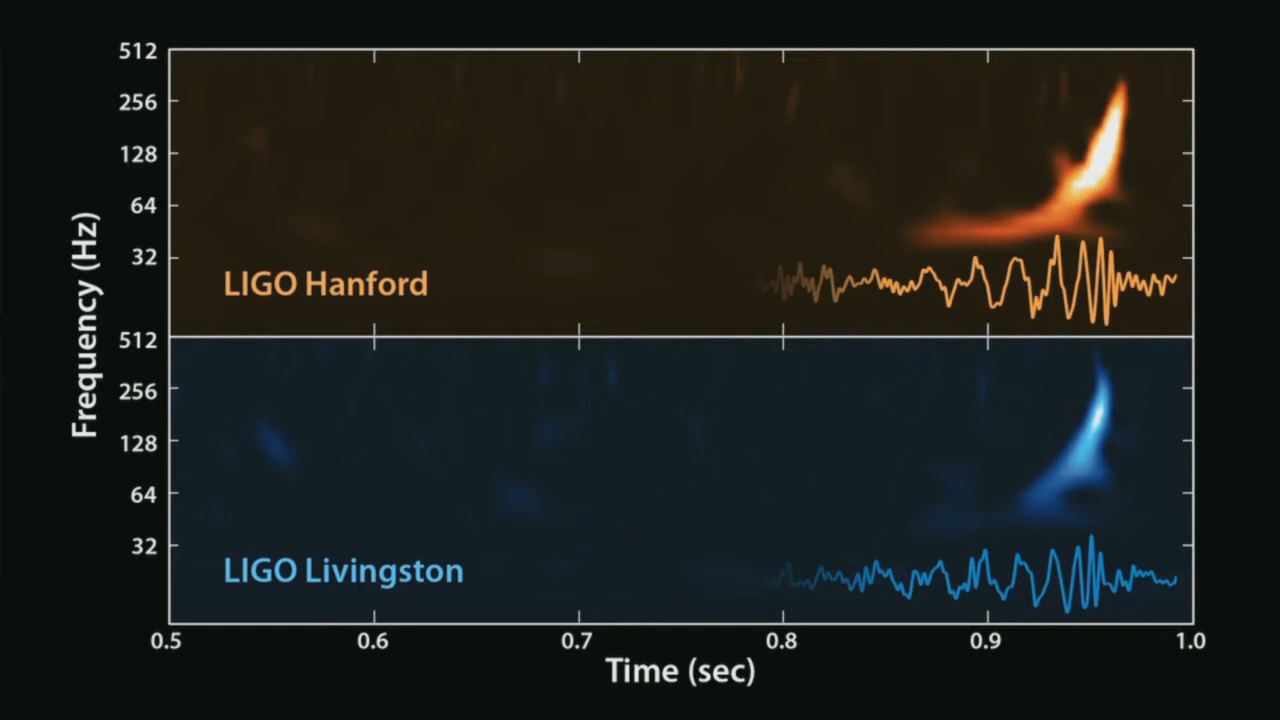 512
256
128
64
32
LIGO Hanford
Frequency (Hz)
512
256
128
64
32
LIGO Livingston
0.5 0.6 0.7 0.8 0.9 1.0
Time (sec)